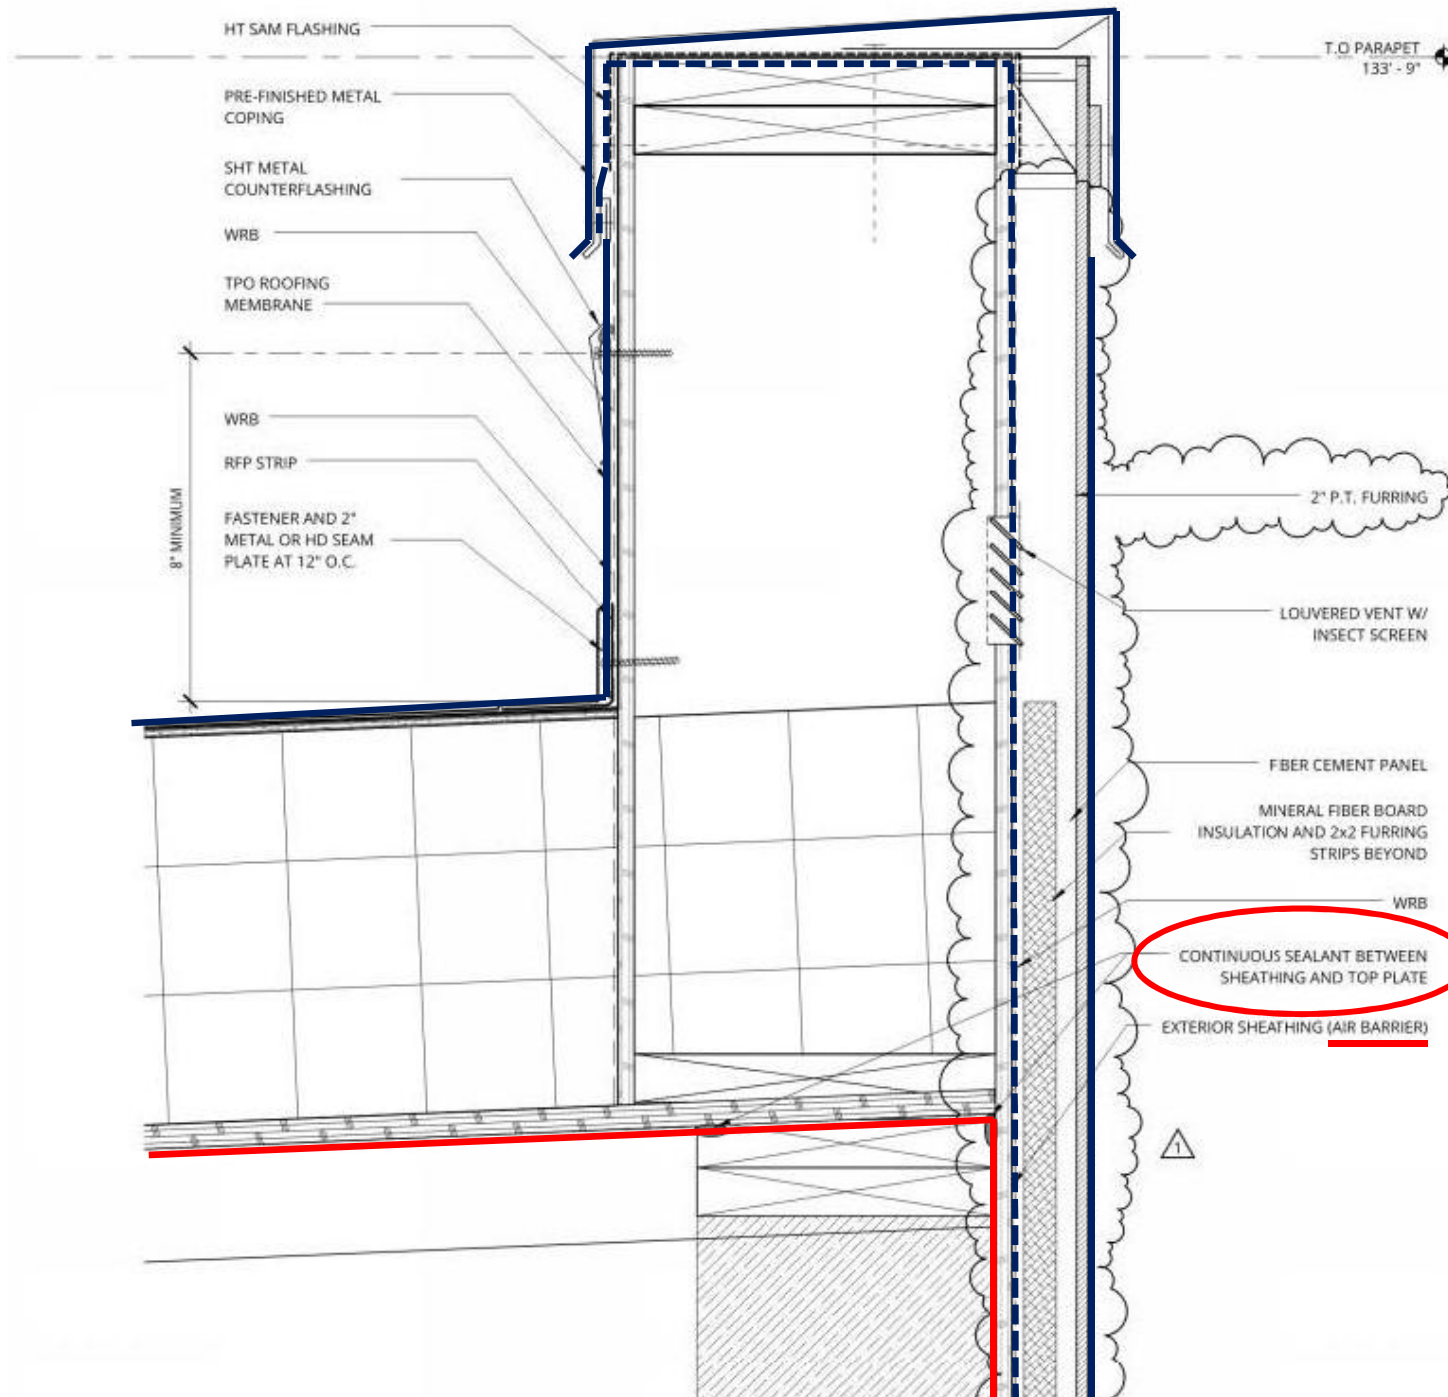 HT SAM FLASHING
PRE-FINISHED METAL
COPING
SHT METAL
COUNTERFLASHING
WRB
TPO ROOFING
MEMBRANE
WRB
RFP STRIP
FASTENER AND 2"
METAL OR HD SEAM
PLATE AT 12" O.C.
8" MINIMUM
T.O PARAPET
133' - 9"
2" P.T. FURRING
LOUVERED VENT W/
INSECT SCREEN
FIBER CEMENT PANEL
MINERAL FIBER BOARD
INSULATION AND 2x2 FURRING
STRIPS BEYOND
WRB
CONTINUOUS SEALANT BETWEEN
SHEATHING AND TOP PLATE
EXTERIOR SHEATHING (AIR BARRIER)
1